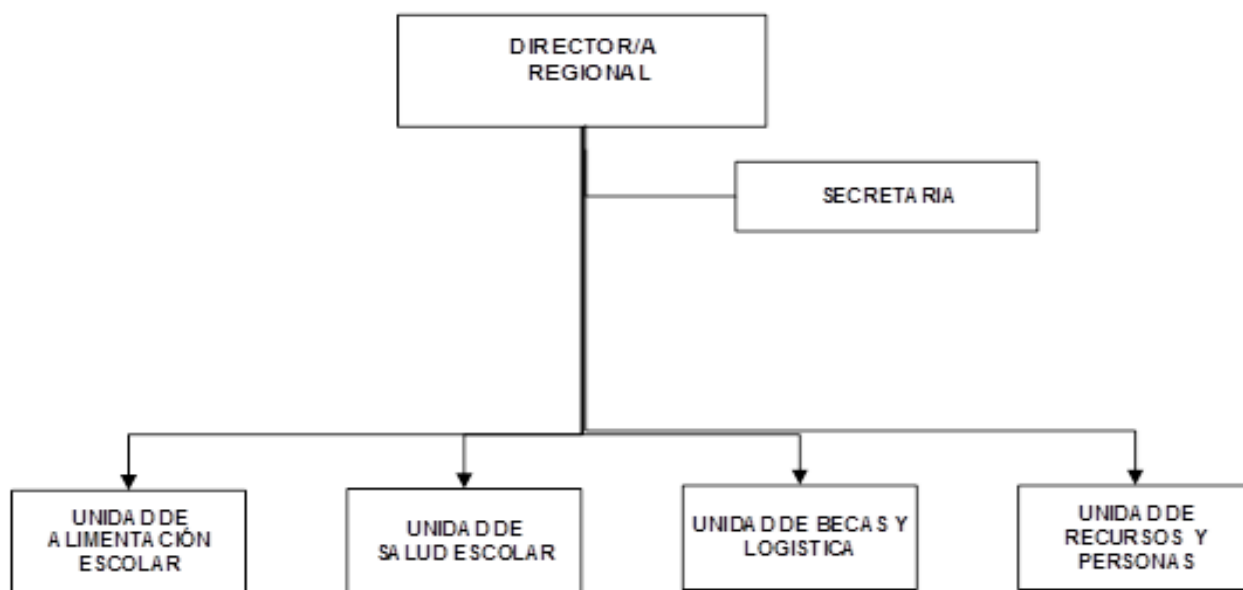 DIRECTOR/A
REGIONAL
SECRETARIA
UNIDAD DE
ALIMENTACIÓN
ESCOLAR
UNIDAD DE
SALUD ESCOLAR
UNIDAD DE BECAS Y
LOGISTICA
UNIDAD DE
RECURSOS Y
PERSONAS